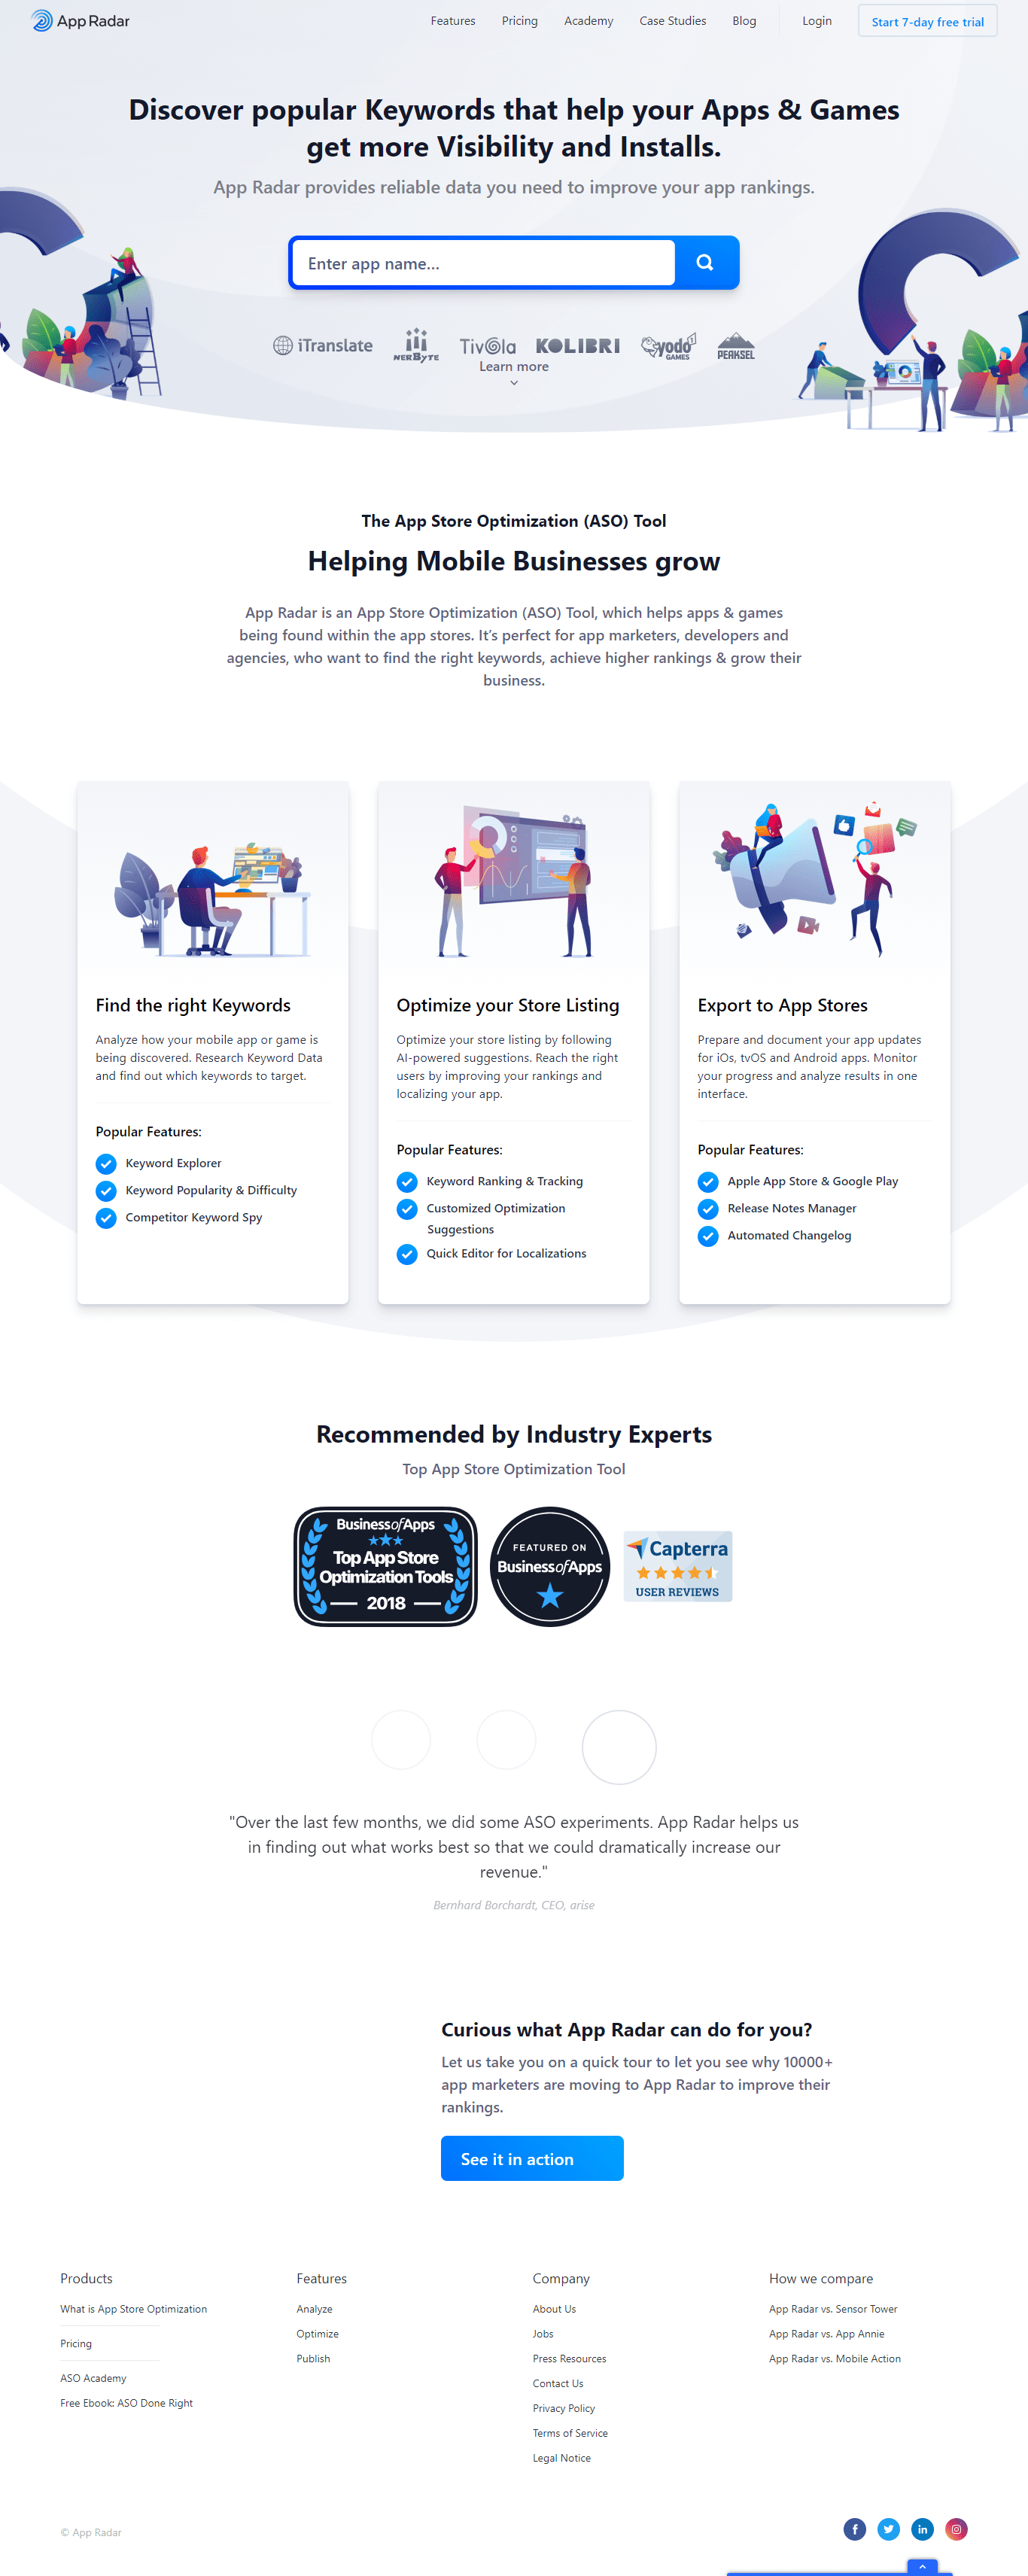 App Radar
Features
Pricing
Academy
Case Studies
Blog
Login
Start 7-day free trial
Discover popular Keywords that help your Apps & Games
get more Visibility and Installs.
App Radar provides reliable data you need to improve your app rankings.
Enter app name...
iTranslate
NERBYTE
Tivola
KOLIBRI
yodo1
GAMES
PEAKSEL
Learn more
The App Store Optimization (ASO) Tool
Helping Mobile Businesses grow
App Radar is an App Store Optimization (ASO) Tool, which helps apps & games
being found within the app stores. It's perfect for app marketers, developers and
agencies, who want to find the right keywords, achieve higher rankings & grow their
business.
Find the right Keywords
Analyze how your mobile app or game is
being discovered. Research Keyword Data
and find out which keywords to target.
Popular Features:
Keyword Explorer
Keyword Popularity & Difficulty
Competitor Keyword Spy
Optimize your Store Listing
Optimize your store listing by following
AI-powered suggestions. Reach the right
users by improving your rankings and
localizing your app.
Popular Features:
Keyword Ranking & Tracking
Customized Optimization
Suggestions
Quick Editor for Localizations
Export to App Stores
Prepare and document your app updates
for iOs, tvOS and Android apps. Monitor
your progress and analyze results in one
interface.
Popular Features:
Apple App Store & Google Play
Release Notes Manager
Automated Changelog
Recommended by Industry Experts
Top App Store Optimization Tool
BusinessofApps
Top App Store
Optimization Tools
2018
FEATURED ON
BusinessofApps
Capterra
USER REVIEWS
"Over the last few months, we did some ASO experiments. App Radar helps us
in finding out what works best so that we could dramatically increase our
revenue."
Bernhard Borchardt, CEO, arise
Curious what App Radar can do for you?
Let us take you on a quick tour to let you see why 10000+
app marketers are moving to App Radar to improve their
rankings.
See it in action
Products
What is App Store Optimization
Pricing
ASO Academy
Free Ebook: ASO Done Right
Features
Analyze
Optimize
Publish
Company
About Us
Jobs
Press Resources
Contact Us
Privacy Policy
Terms of Service
Legal Notice
How we compare
App Radar vs. Sensor Tower
App Radar vs. App Annie
App Radar vs. Mobile Action
© App Radar